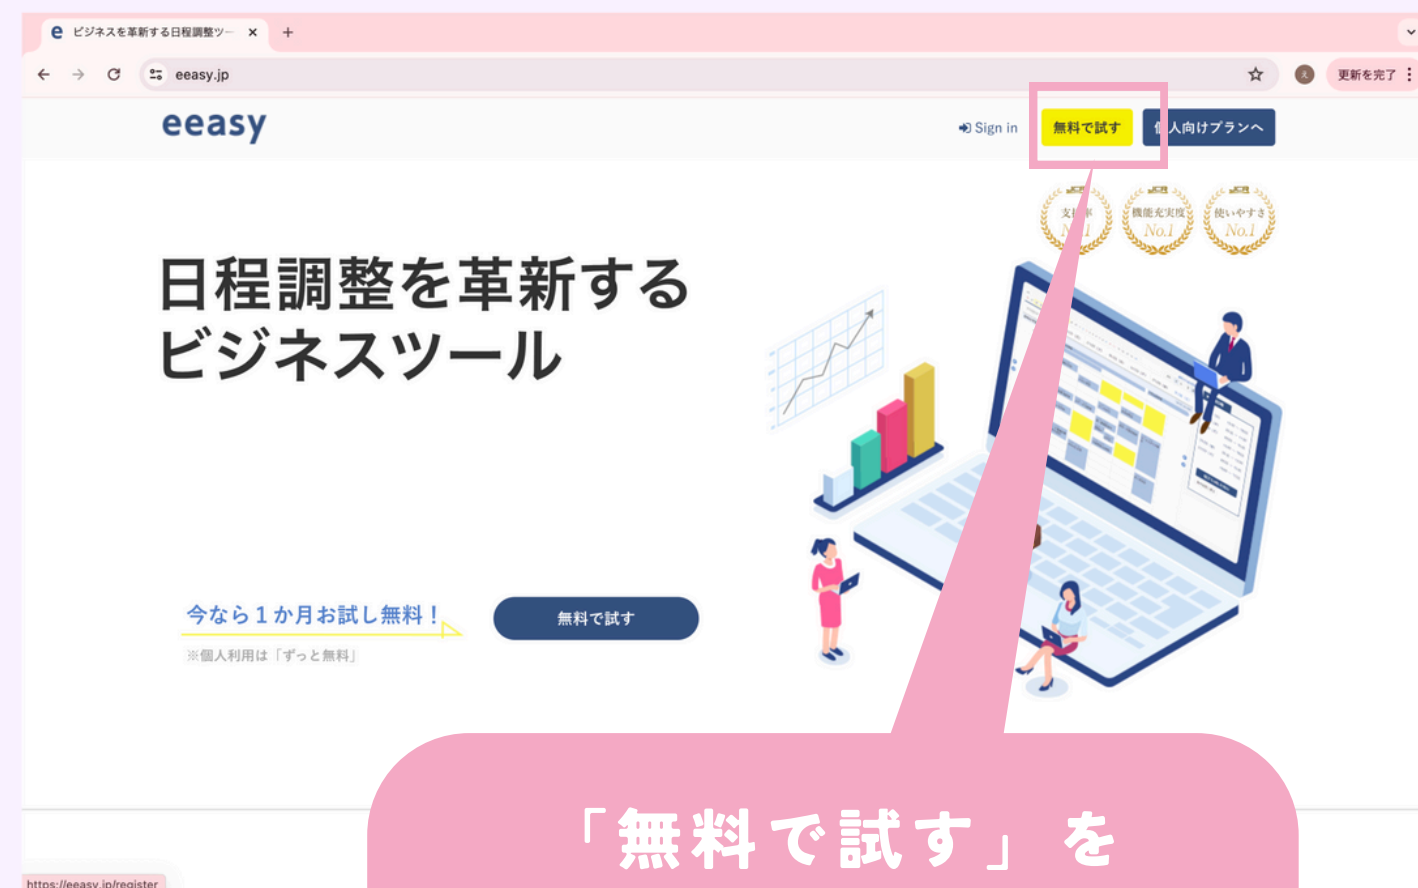 ビジネスを革新する日程調整ツー
eeasy.jp
更新を完了
eeasy
Sign in
無料で試す
個人向けプランへ
機能充実度
No.1
使いやすさ
No.1
日程調整を革新する
ビジネスツール
今なら1か月お試し無料！
無料で試す
※個人利用は「ずっと無料」
「無料で試す」を
https://eeasy.jp/register